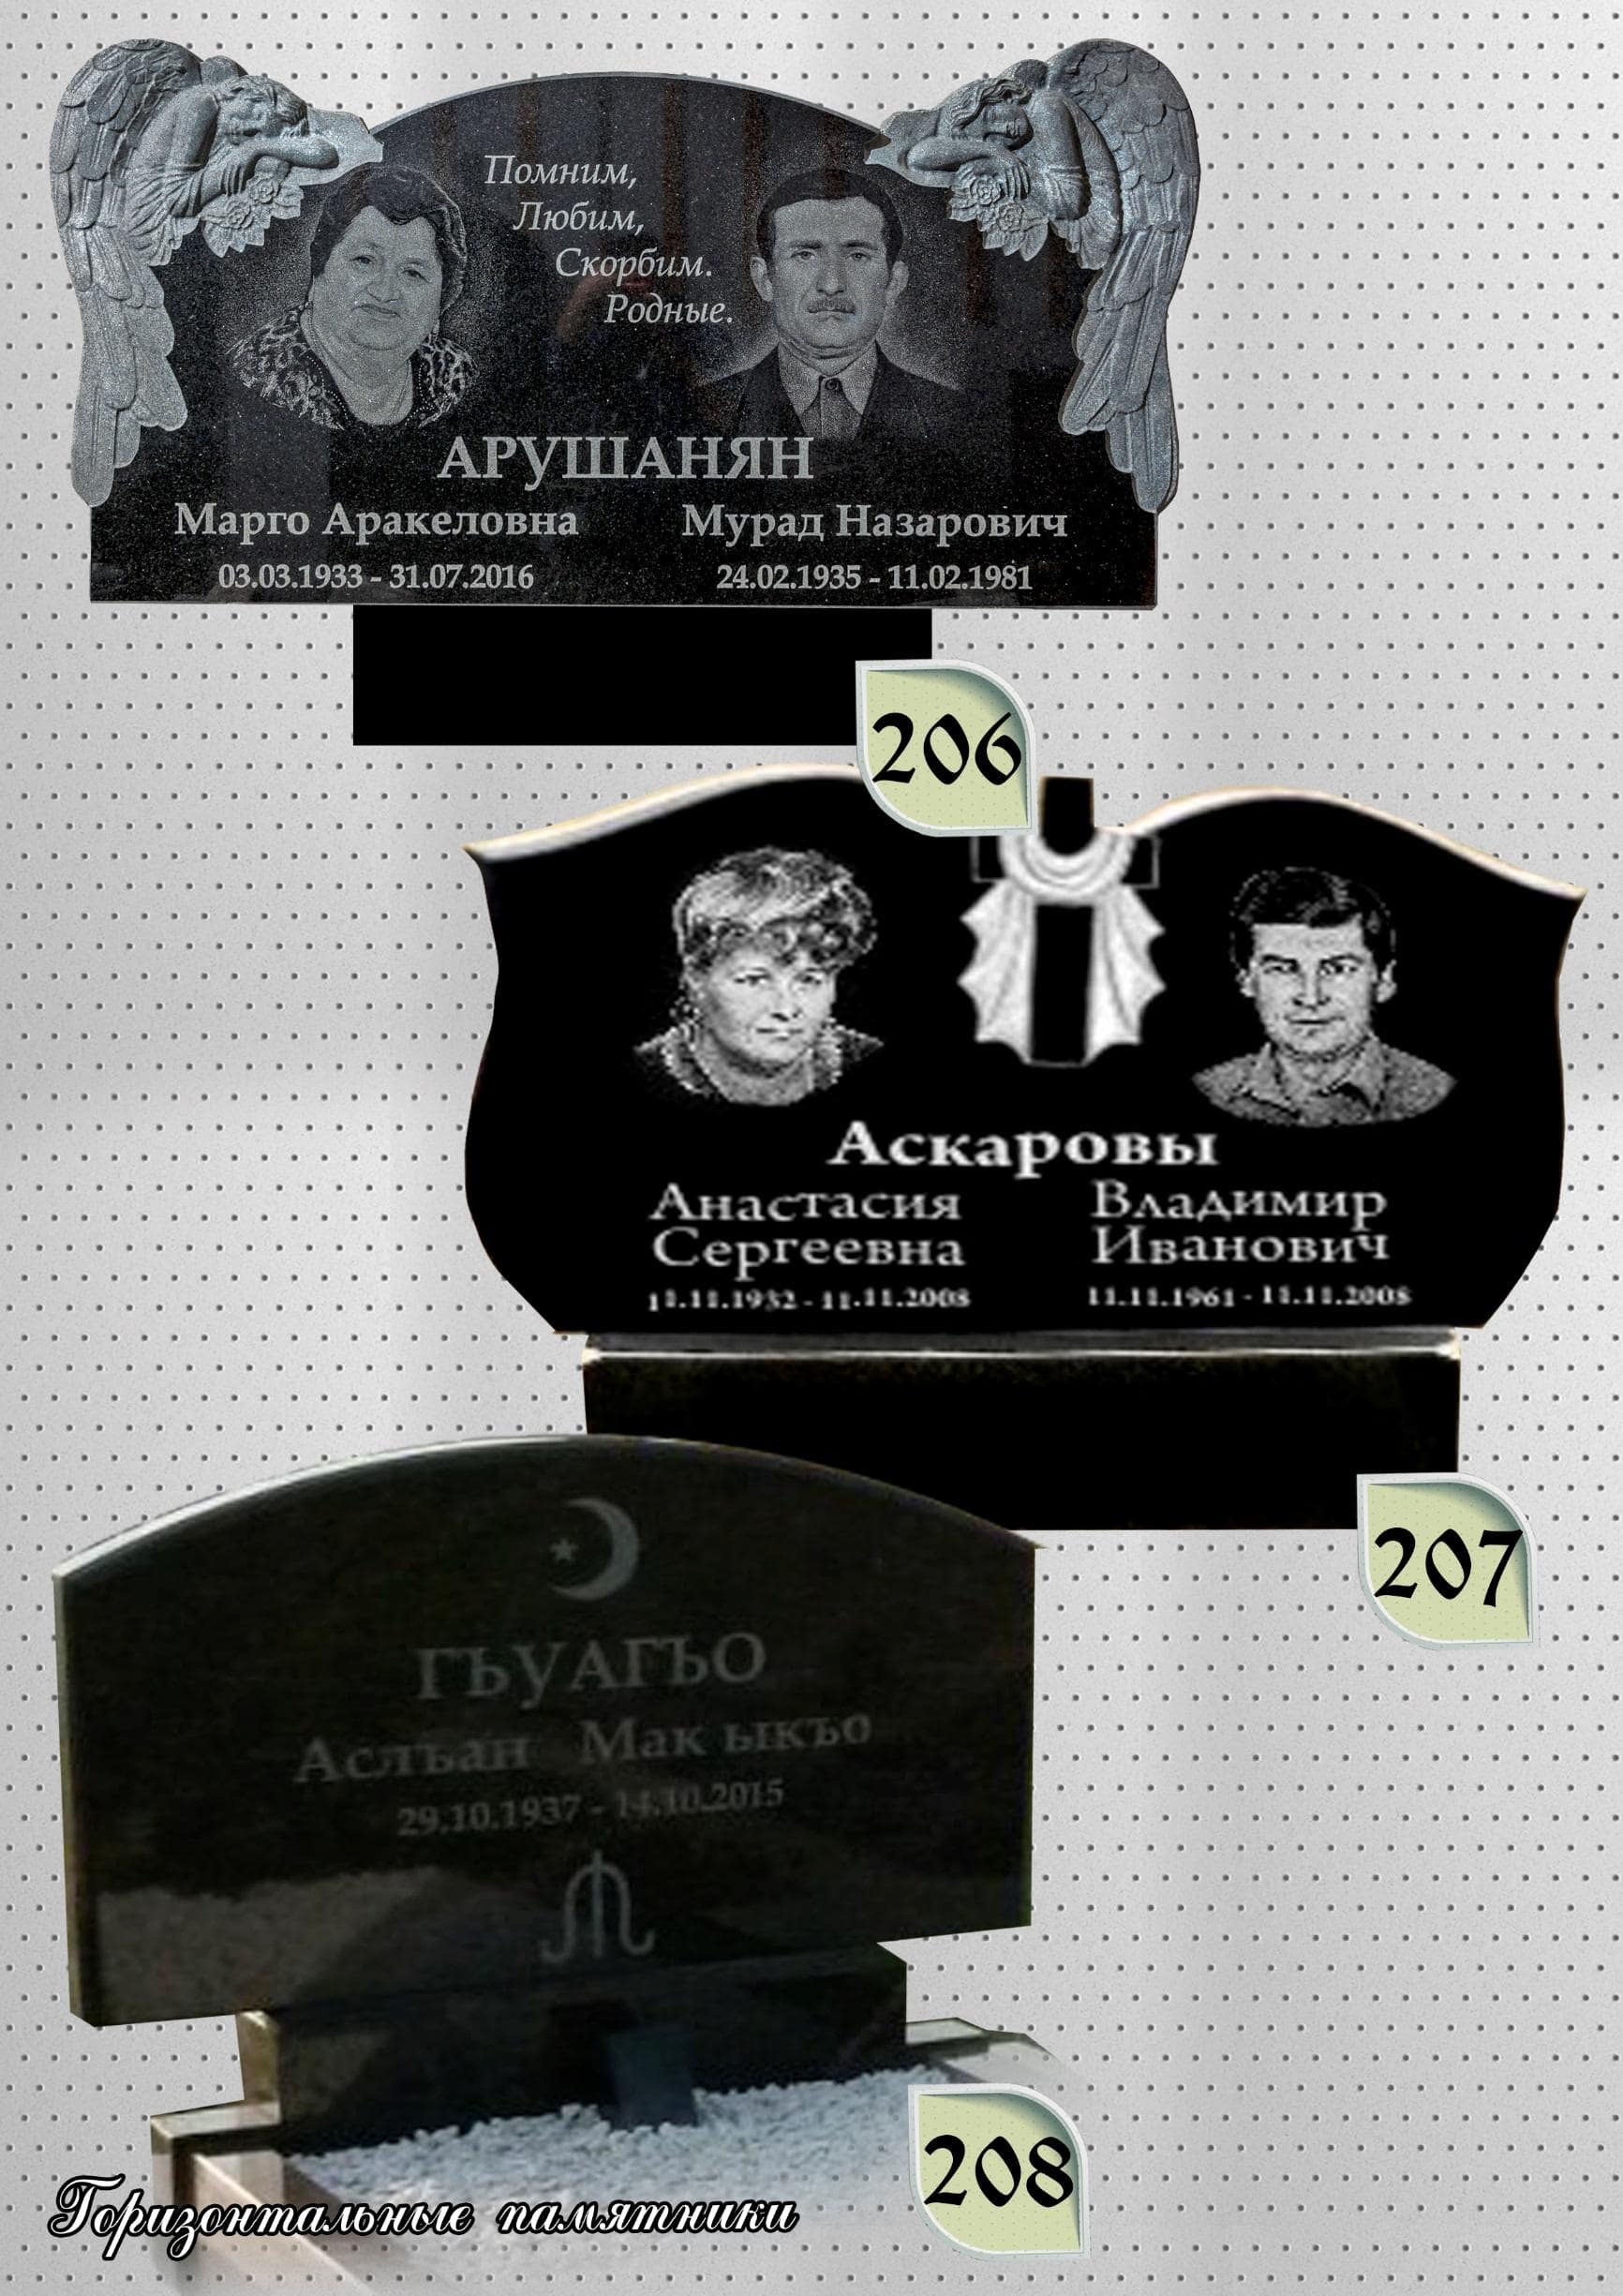 Помним,
Любим,
Скорбим.
Родные.
АРУШАНЯН
Марго Аракеловна
Мурад Назарович
03.03.1933 - 31.07.2016
24.02.1935 - 11.02.1981
206
Аскаровы
Анастасия
Сергеевна
Владимир
Иванович
11.11.1932 - 11.11.2008
11.11.1961 - 11.11.2008
207
ГЪУАГЪО
Аслъан Мак ыкъо
29.10.1937 - 14.10.2015
208
Горизонтальные памятники